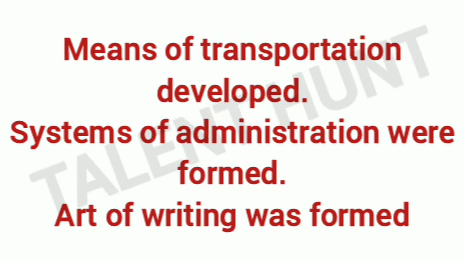 Means of transportation
developed.
Systems of administration were
formed.
Art of writing was formed
TALENT HUNT